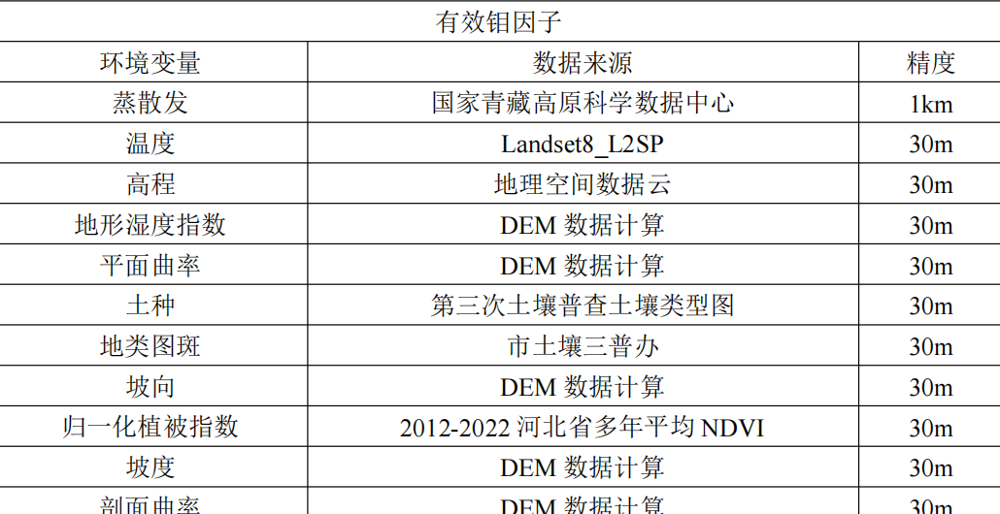 有效钼因子
环境变量 数据来源 精度
蒸散发 国家青藏高原科学数据中心 1km
温度 Landset8_L2SP 30m
高程 地理空间数据云 30m
地形湿度指数 DEM 数据计算 30m
平面曲率 DEM 数据计算 30m
土种 第三次土壤普查土壤类型图 30m
地类图斑 市土壤三普办 30m
坡向 DEM 数据计算 30m
归一化植被指数 2012-2022 河北省多年平均 NDVI 30m
坡度 DEM 数据计算 30m
剖面曲率 DEM 数据计算 30m